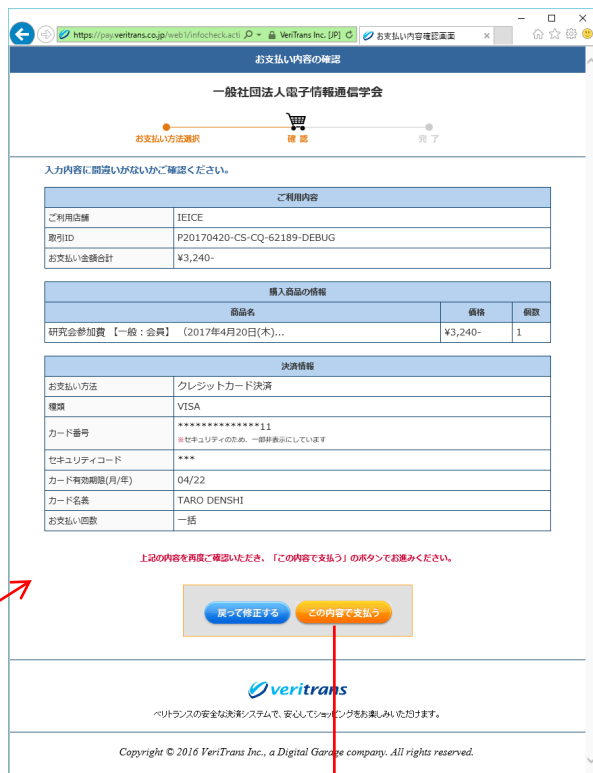 https://pay.veritrans.co.jp/web1/infocheck.acti
VeriTrans Inc. [JP]
お支払い内容確認画面
お支払い内容の確認
一般社団法人電子情報通信学会
お支払い方法選択 確 認 完 了
入力内容に間違いがないかご確認ください。
ご利用内容
ご利用店舗 IEICE
取引ID P20170420-CS-CQ-62189-DEBUG
お支払い金額合計 ¥3,240-
購入商品の情報
商品名 価格 個数
研究会参加費 【一般：会員】 （2017年4月20日(木)... ¥3,240- 1
決済情報
お支払い方法 クレジットカード決済
種類 VISA
カード番号 **************11
※セキュリティのため、一部非表示にしています
セキュリティコード ***
カード有効期限(月/年) 04/22
カード名義 TARO DENSHI
お支払い回数 一括
上記の内容を再度ご確認いただき、「この内容で支払う」のボタンでお進みください。
戻って修正する この内容で支払う
veritrans
ベリトランスの安全な決済システムで、安心してショッピングをお楽しみいただけます。
Copyright © 2016 VeriTrans Inc., a Digital Garage company. All rights reserved.